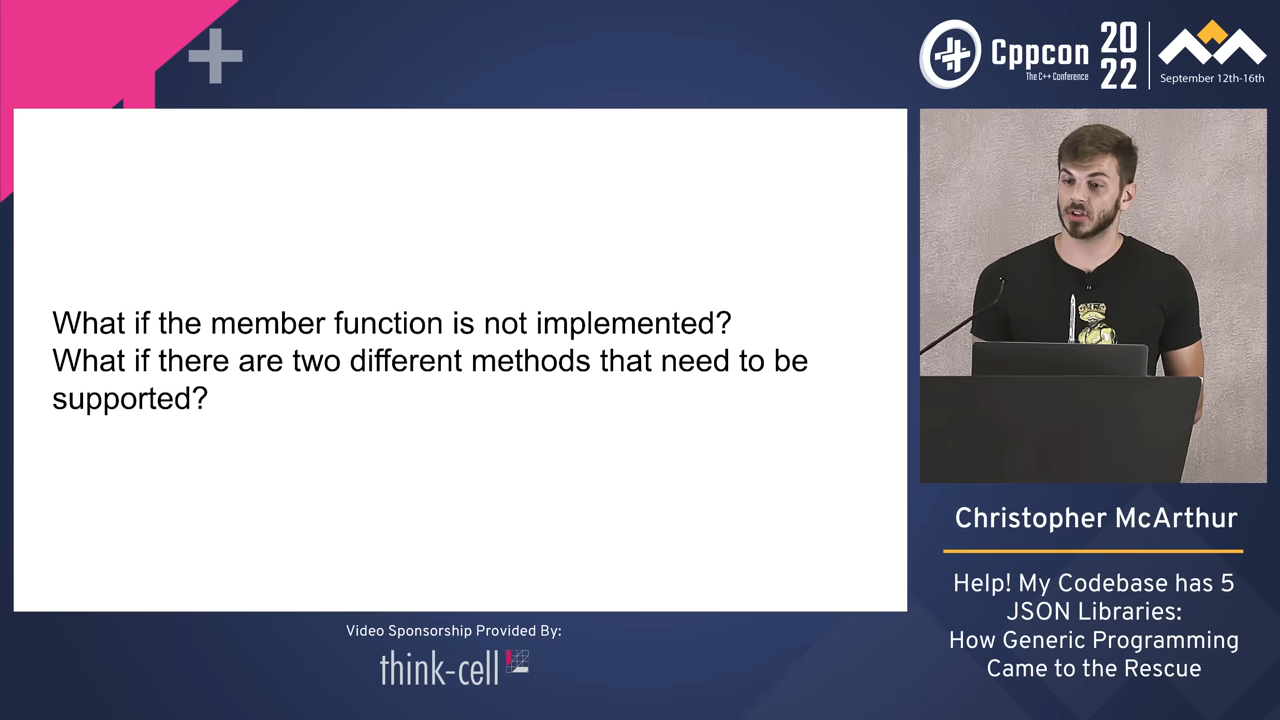 Cppcon
The C++ Conference
20
22
September 12th-16th
What if the member function is not implemented?
What if there are two different methods that need to be
supported?
Christopher McArthur
Help! My Codebase has 5
JSON Libraries:
How Generic Programming
Came to the Rescue
Video Sponsorship Provided By:
think-cell